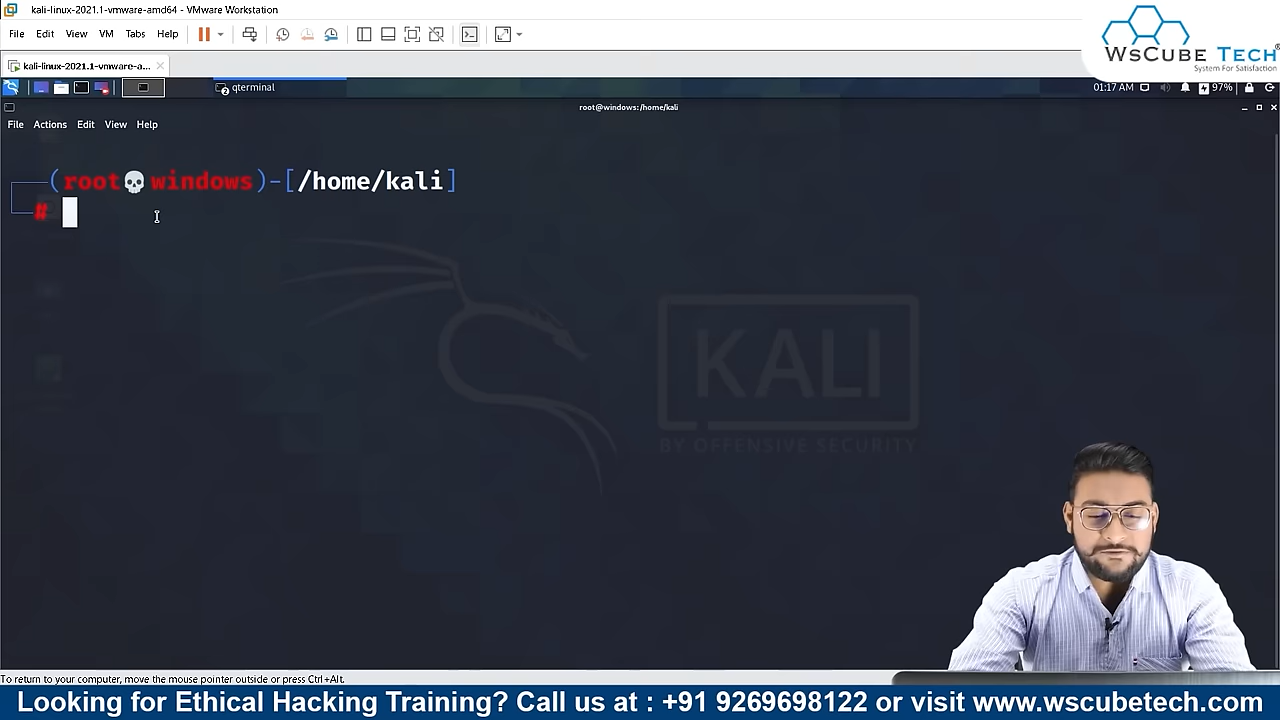 kali-linux-2021.1-vmware-amd64 - VMware Workstation
File Edit View VM Tabs Help
WsCube Tech®
System For Satisfaction
kali-linux-2021.1-vmware-a...
qterminal
2
01:17 AM
97%
root@windows:/home/kali
File Actions Edit View Help
(root💀windows)-[/home/kali]
#
KALI
BY OFFENSIVE SECURITY
To return to your computer, move the mouse pointer outside or press Ctrl+Alt.
Looking for Ethical Hacking Training? Call us at : +91 9269698122 or visit www.wscubetech.com